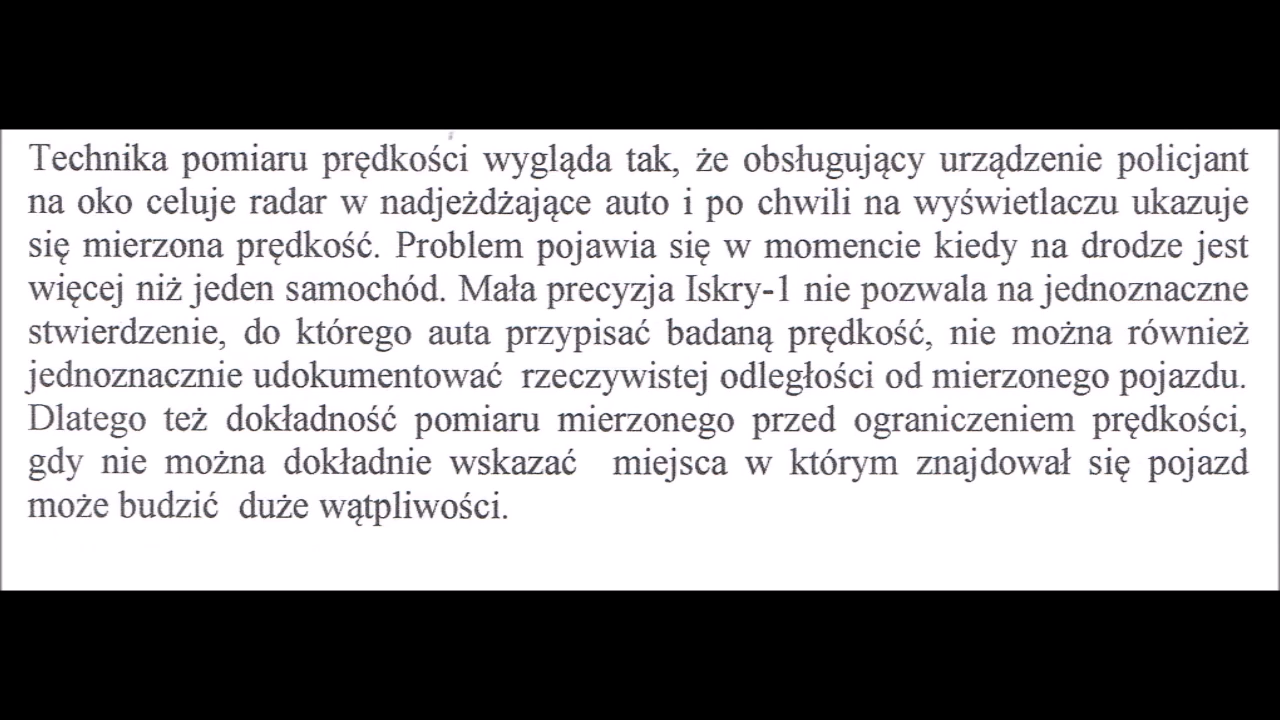 Technika pomiaru prędkości wygląda tak, że obsługujący urządzenie policjant
na oko celuje radar w nadjeżdżające auto i po chwili na wyświetlaczu ukazuje
się mierzona prędkość. Problem pojawia się w momencie kiedy na drodze jest
więcej niż jeden samochód. Mała precyzja Iskry-1 nie pozwala na jednoznaczne
stwierdzenie, do którego auta przypisać badaną prędkość, nie można również
jednoznacznie udokumentować rzeczywistej odległości od mierzonego pojazdu.
Dlatego też dokładność pomiaru mierzonego przed ograniczeniem prędkości,
gdy nie można dokładnie wskazać miejsca w którym znajdował się pojazd
może budzić duże wątpliwości.